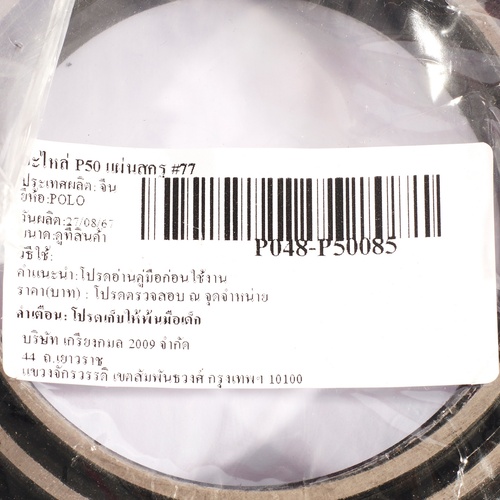 อะไหล่ P50 แผ่นสกรู #77
ประเทศผลิต: จีน
ยี่ห้อ:POLO
วันผลิต:27/08/67
ขนาด:ดูที่สินค้า
วิธีใช้:
P048-P50085
คำแนะนำ:โปรดอ่านคู่มือก่อนใช้งาน
ราคา(บาท) : โปรดตรวจสอบ ณ จุดจำหน่าย
คำเตือน: โปรดเก็บให้พ้นมือเด็ก
บริษัท เกรียงกมล 2009 จำกัด
44 ถ.เยาวราช
แขวงจักรวรรดิ์ เขตสัมพันธวงศ์ กรุงเทพฯ 10100